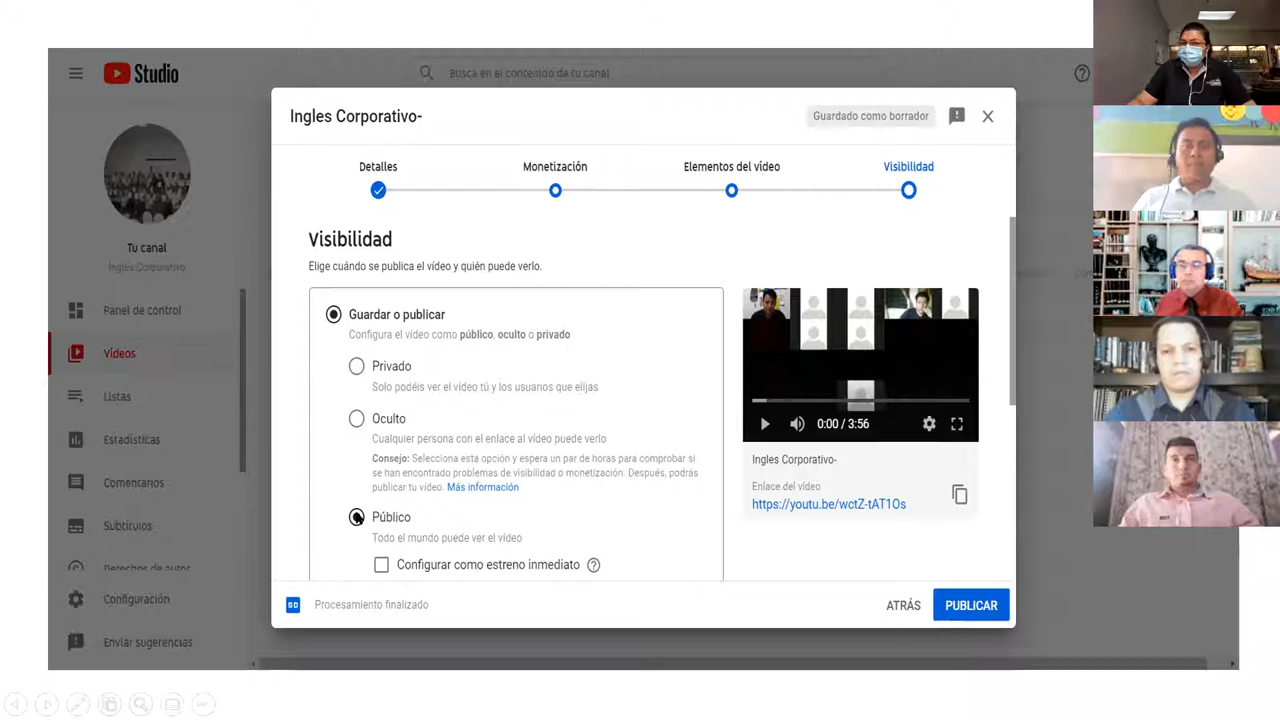 Studio
Busca en el contenido de tu canal
Ingles Corporativo-
Guardado como borrador
Detalles
Monetización
Elementos del vídeo
Visibilidad
Tu canal
Inglés Corporativo
Panel de control
Vídeos
Listas
Estadísticas
Comentarios
Subtítulos
Derechos de autor
Configuración
Enviar sugerencias
Visibilidad
Elige cuándo se publica el vídeo y quién puede verlo.
Guardar o publicar
Configura el vídeo como público, oculto o privado
Privado
Solo podéis ver el vídeo tú y los usuarios que elijas
Oculto
Cualquier persona con el enlace al vídeo puede verlo
Consejo: Selecciona esta opción y espera un par de horas para comprobar si
se han encontrado problemas de visibilidad o monetización. Después, podrás
publicar tu vídeo. Más información
Público
Todo el mundo puede ver el vídeo
Configurar como estreno inmediato
0:00 / 3:56
Ingles Corporativo-
Enlace del vídeo
https://youtu.be/wctZ-tAT1Os
SD
Procesamiento finalizado
ATRÁS
PUBLICAR